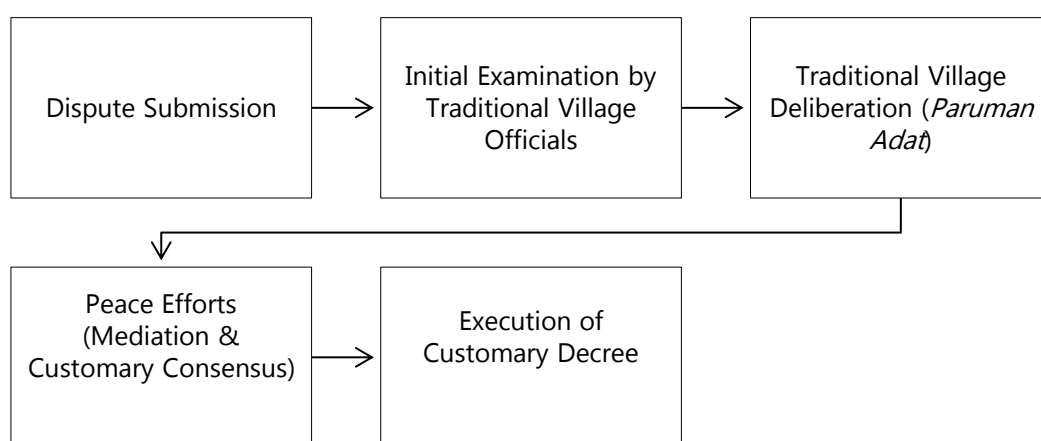 Dispute Submission
Initial Examination by
Traditional Village
Officials
Traditional Village
Deliberation (Paruman
Adat)
Peace Efforts
(Mediation &
Customary Consensus)
Execution of
Customary Decree